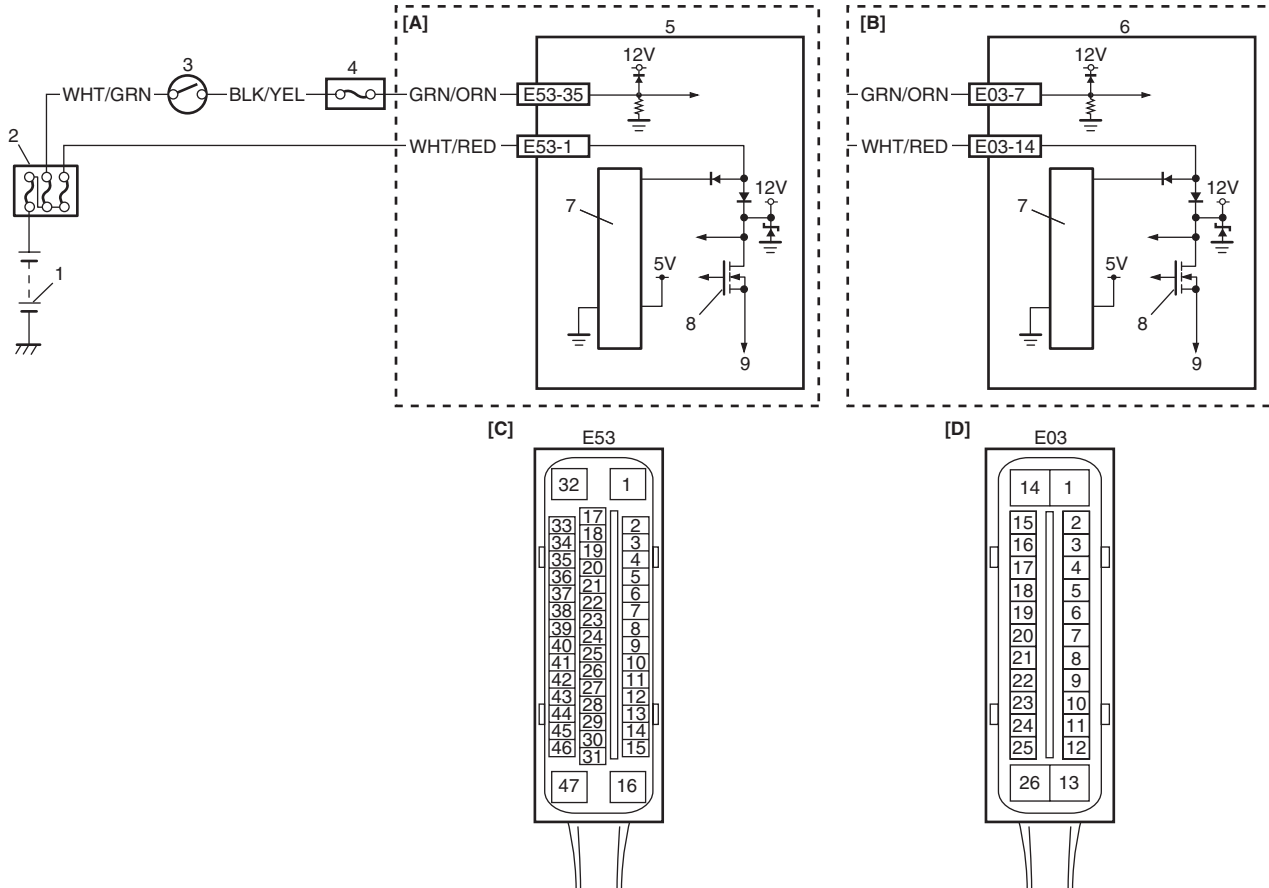 [A]
5
12V
E53-35
E53-1
7
12V
5V
8
9
[B]
6
12V
GRN/ORN
E03-7
WHT/RED
E03-14
7
12V
5V
8
9
3
4
WHT/GRN
BLK/YEL
GRN/ORN
WHT/RED
2
1
[C]
E53
32 1
33 17 2
34 18 3
35 19 4
36 20 5
37 21 6
38 22 7
39 23 8
40 24 9
41 25 10
42 26 11
43 27 12
44 28 13
45 29 14
46 30 15
31
47 16
[D]
E03
14 1
15 2
16 3
17 4
18 5
19 6
20 7
21 8
22 9
23 10
24 11
25 12
26 13